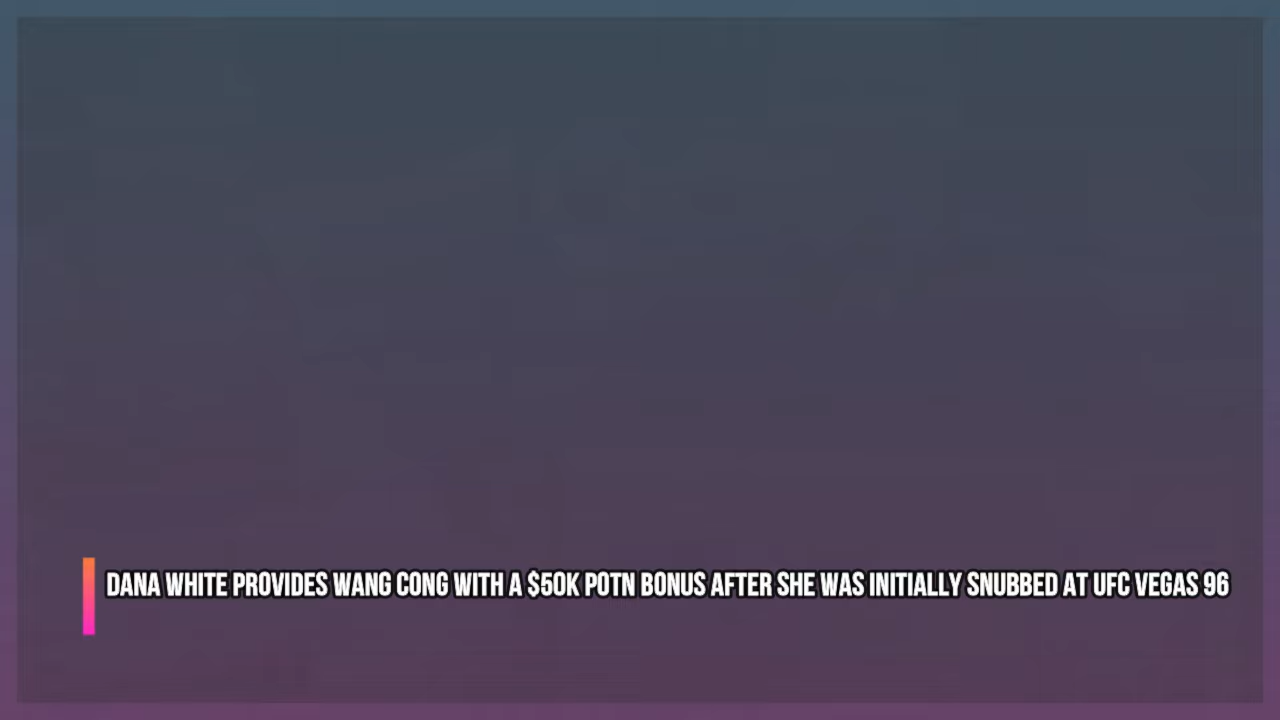 DANA WHITE PROVIDES WANG CONG WITH A $50K POTN BONUS AFTER SHE WAS INITIALLY SNUBBED AT UFC VEGAS 96